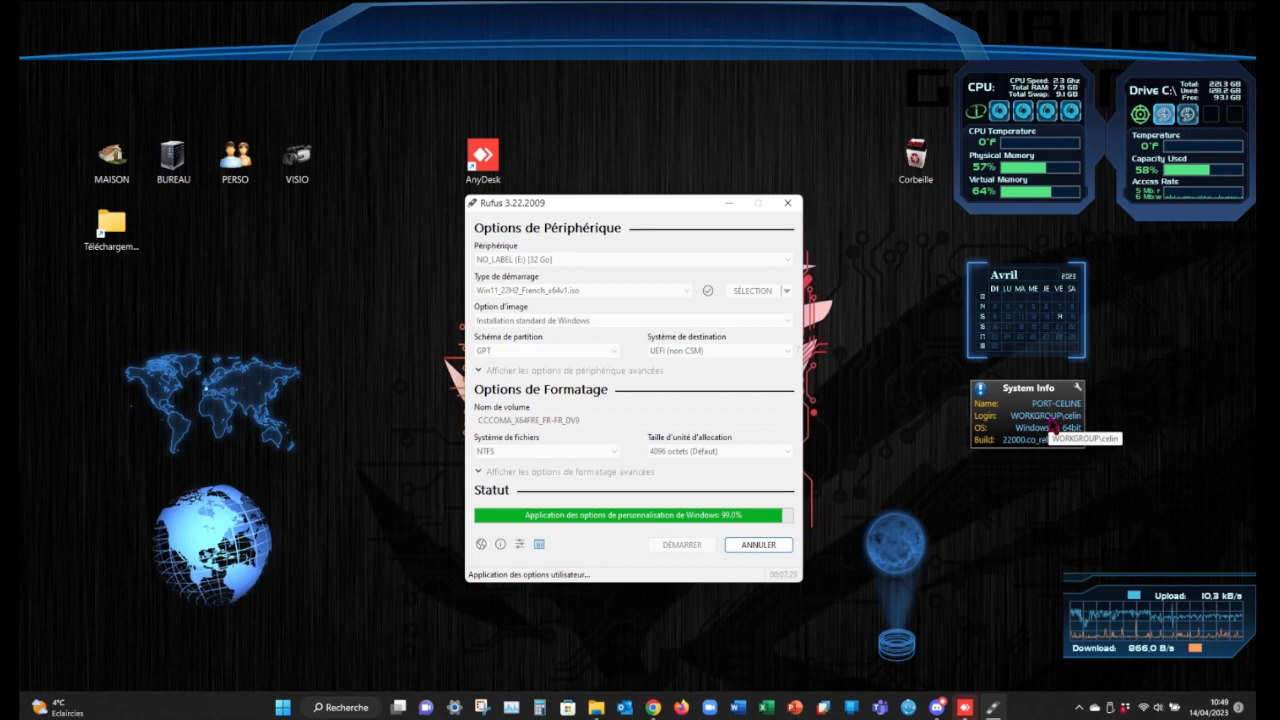 CPU:
CPU Speed: 2.3 Ghz
Total RAM: 7.9 GB
Total Swap: 9.1 GB
CPU Temperature
0°F
Physical Memory
57%
Virtual Memory
64%
Drive C:\
Total: 221.3 GB
Used: 128.2 GB
Free: 93.1 GB
Temperature
0°F
Capacity Used
58%
Access Rate
MAISON
BUREAU
PERSO
VISIO
AnyDesk
Corbeille
Téléchargem...
Rufus 3.22.2009
Options de Périphérique
Périphérique
NO_LABEL (E:) [32 Go]
Type de démarrage
Win11_22H2_French_x64v1.iso
SÉLECTION
Option d'image
Installation standard de Windows
Schéma de partition
Système de destination
GPT
UEFI (non CSM)
Afficher les options de périphérique avancées
Options de Formatage
Nom de volume
CCCOMA_X64FRE_FR-FR_DV9
Système de fichiers
Taille d'unité d'allocation
NTFS
4096 octets (Défaut)
Afficher les options de formatage avancées
Statut
Application des options de personnalisation de Windows: 99.0%
DÉMARRER
ANNULER
Application des options utilisateur...
00:07:29
Avril
2023
DI LU MA ME JE VE SA
System Info
Name: PORT-CELINE
Login: WORKGROUP\celin
OS: Windows 64bit
Build: 22000.co_rel
WORKGROUP\celin
Upload: 10,3 kB/s
Download: 866,0 B/s
4°C
Eclaircies
Recherche
10:49
14/04/2023